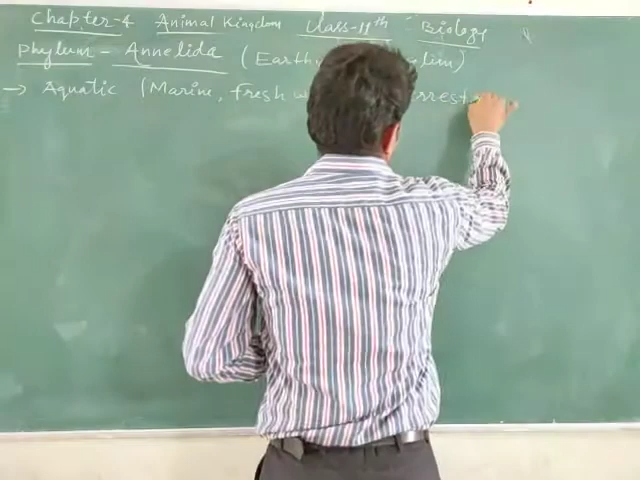 Chapter-4 Animal Kingdom Class-11th Biology
Phylum - Annelida (Earth
→ Aquatic (Marine, Fresh